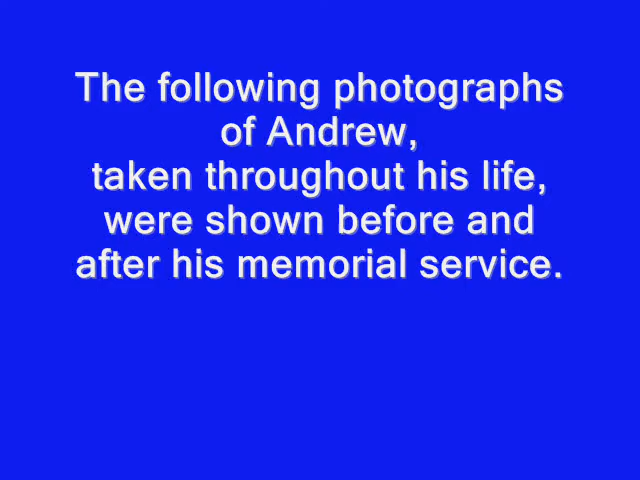 The following photographs
of Andrew,
taken throughout his life,
were shown before and
after his memorial service.